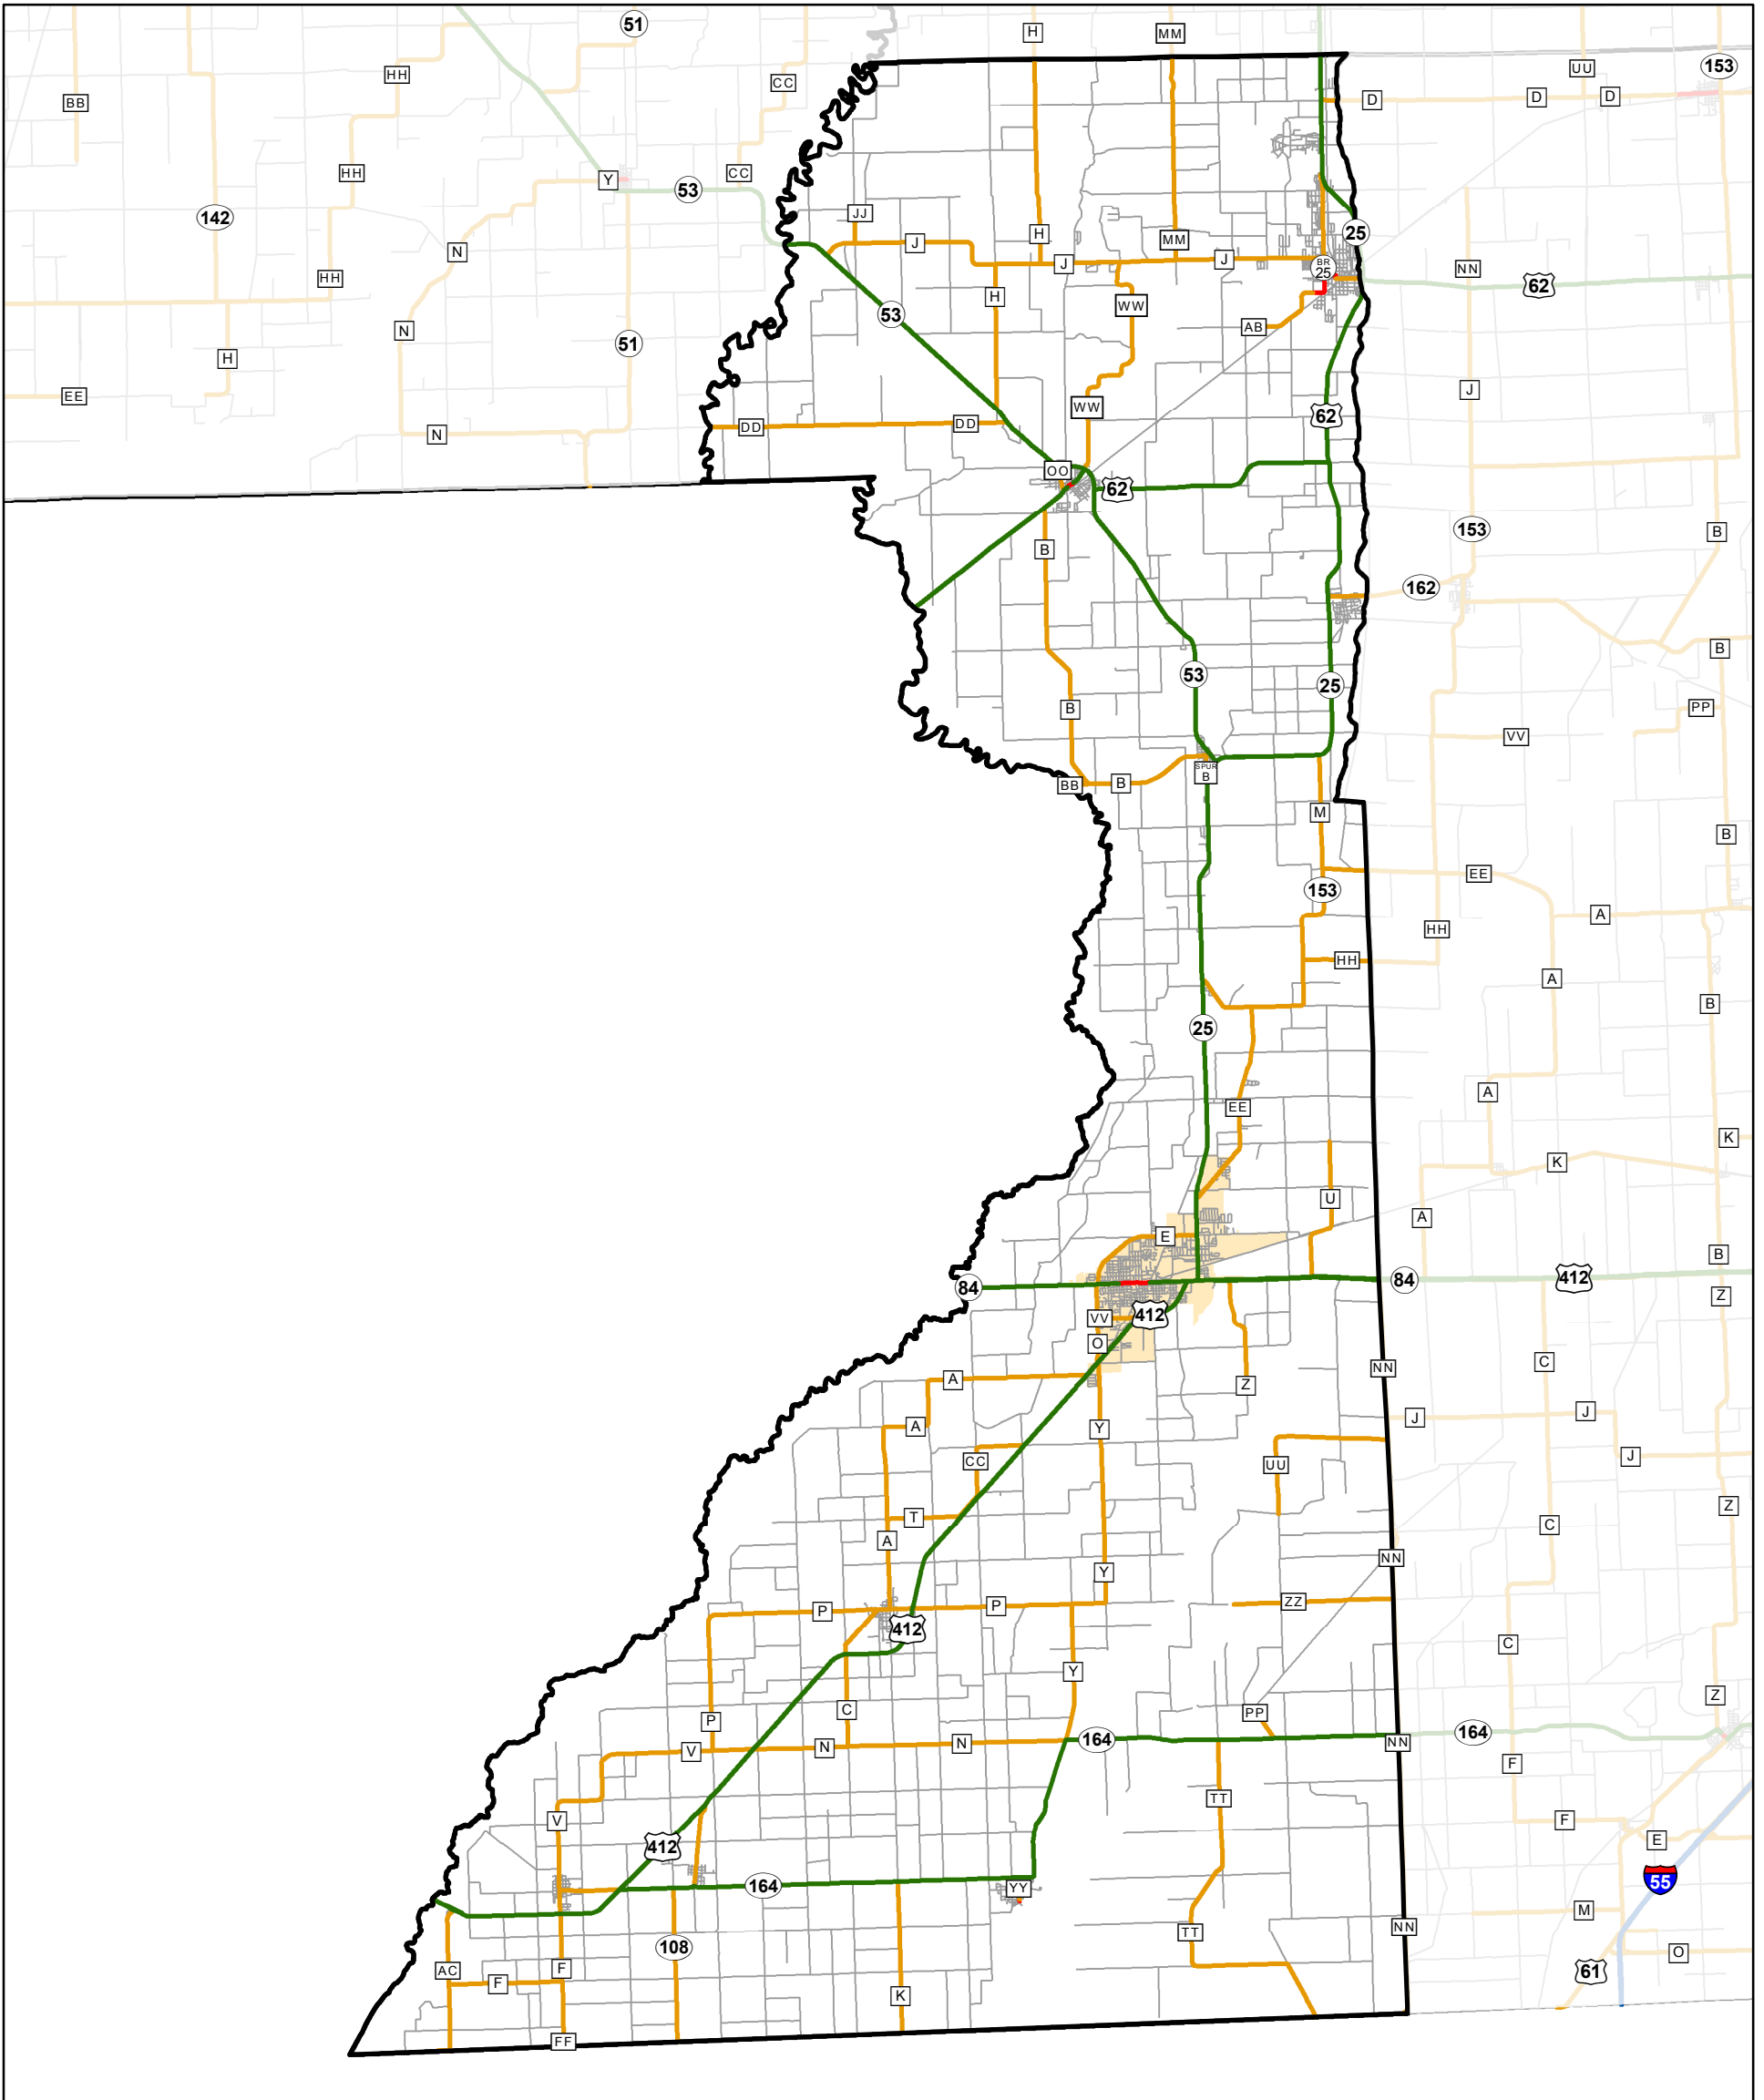 51
H
MM
153
UU
HH
CC
BB
D
D
D
Y
CC
HH
53
JJ
142
25
H
MM
J
N
J
J
BR
25
NN
HH
62
H
WW
53
AB
N
51
H
J
EE
WW
62
DD
DD
N
OO
62
153
B
B
162
B
53
25
B
PP
VV
SPUR
B
BB
B
M
B
EE
153
A
HH
HH
A
B
25
A
EE
K
K
U
A
E
B
84
84
412
Z
412
VV
O
C
NN
A
Z
J
J
A
Y
J
CC
UU
Z
T
C
A
NN
Y
ZZ
P
P
412
C
Y
Z
C
PP
P
164
164
NN
N
N
V
F
TT
V
F
E
412
55
164
YY
M
NN
TT
108
O
F
AC
61
F
K
FF